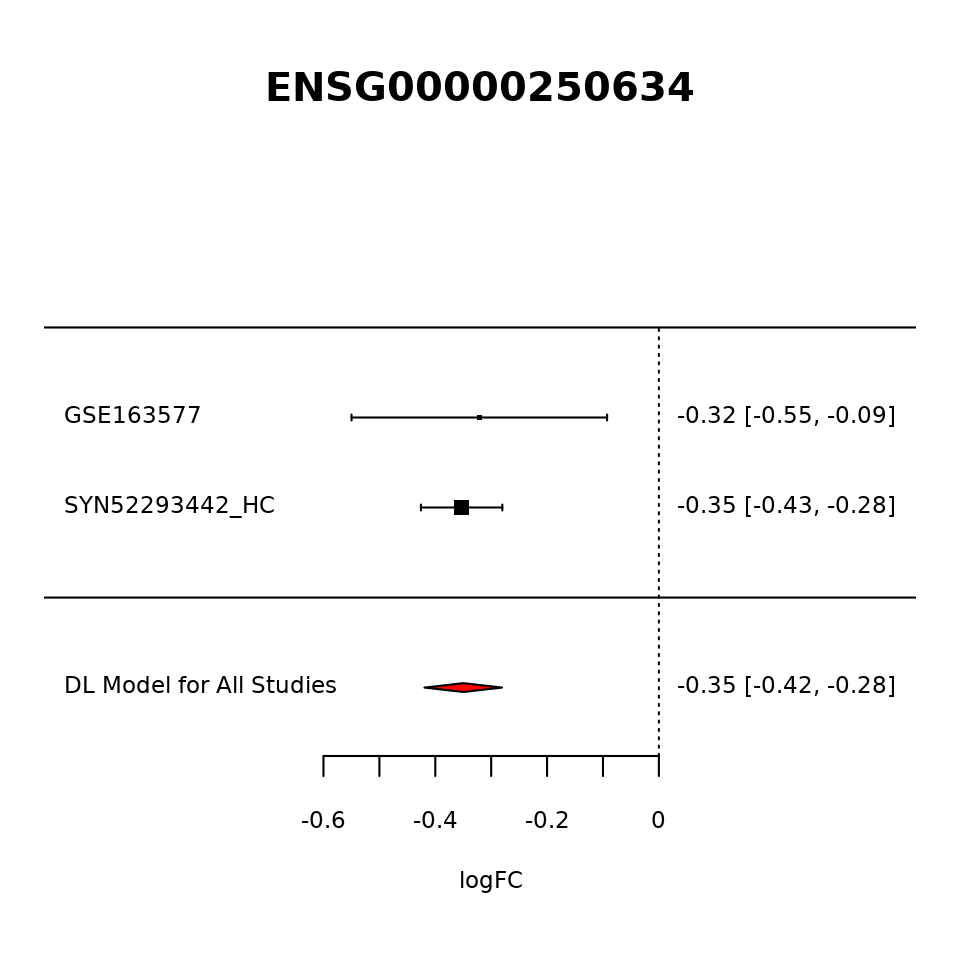 ENSG00000250634
GSE163577 -0.32 [-0.55, -0.09]
SYN52293442_HC -0.35 [-0.43, -0.28]
DL Model for All Studies -0.35 [-0.42, -0.28]
-0.6 -0.4 -0.2 0
logFC